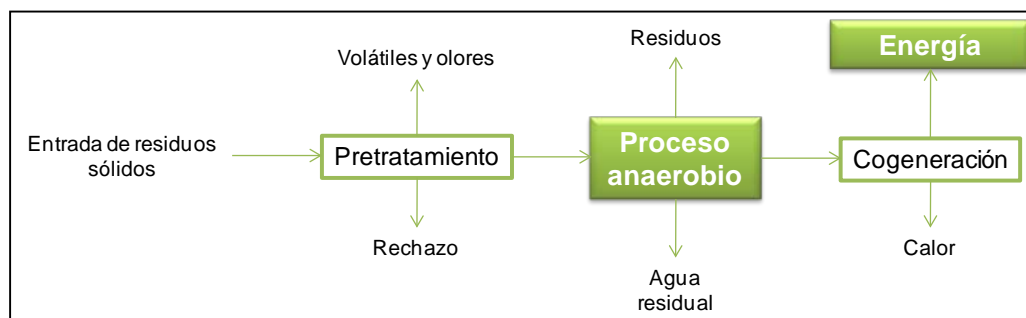 Volátiles y olores
Residuos
Energía
Entrada de residuos
sólidos
Pretratamiento
Proceso
anaerobio
Cogeneración
Rechazo
Agua
residual
Calor